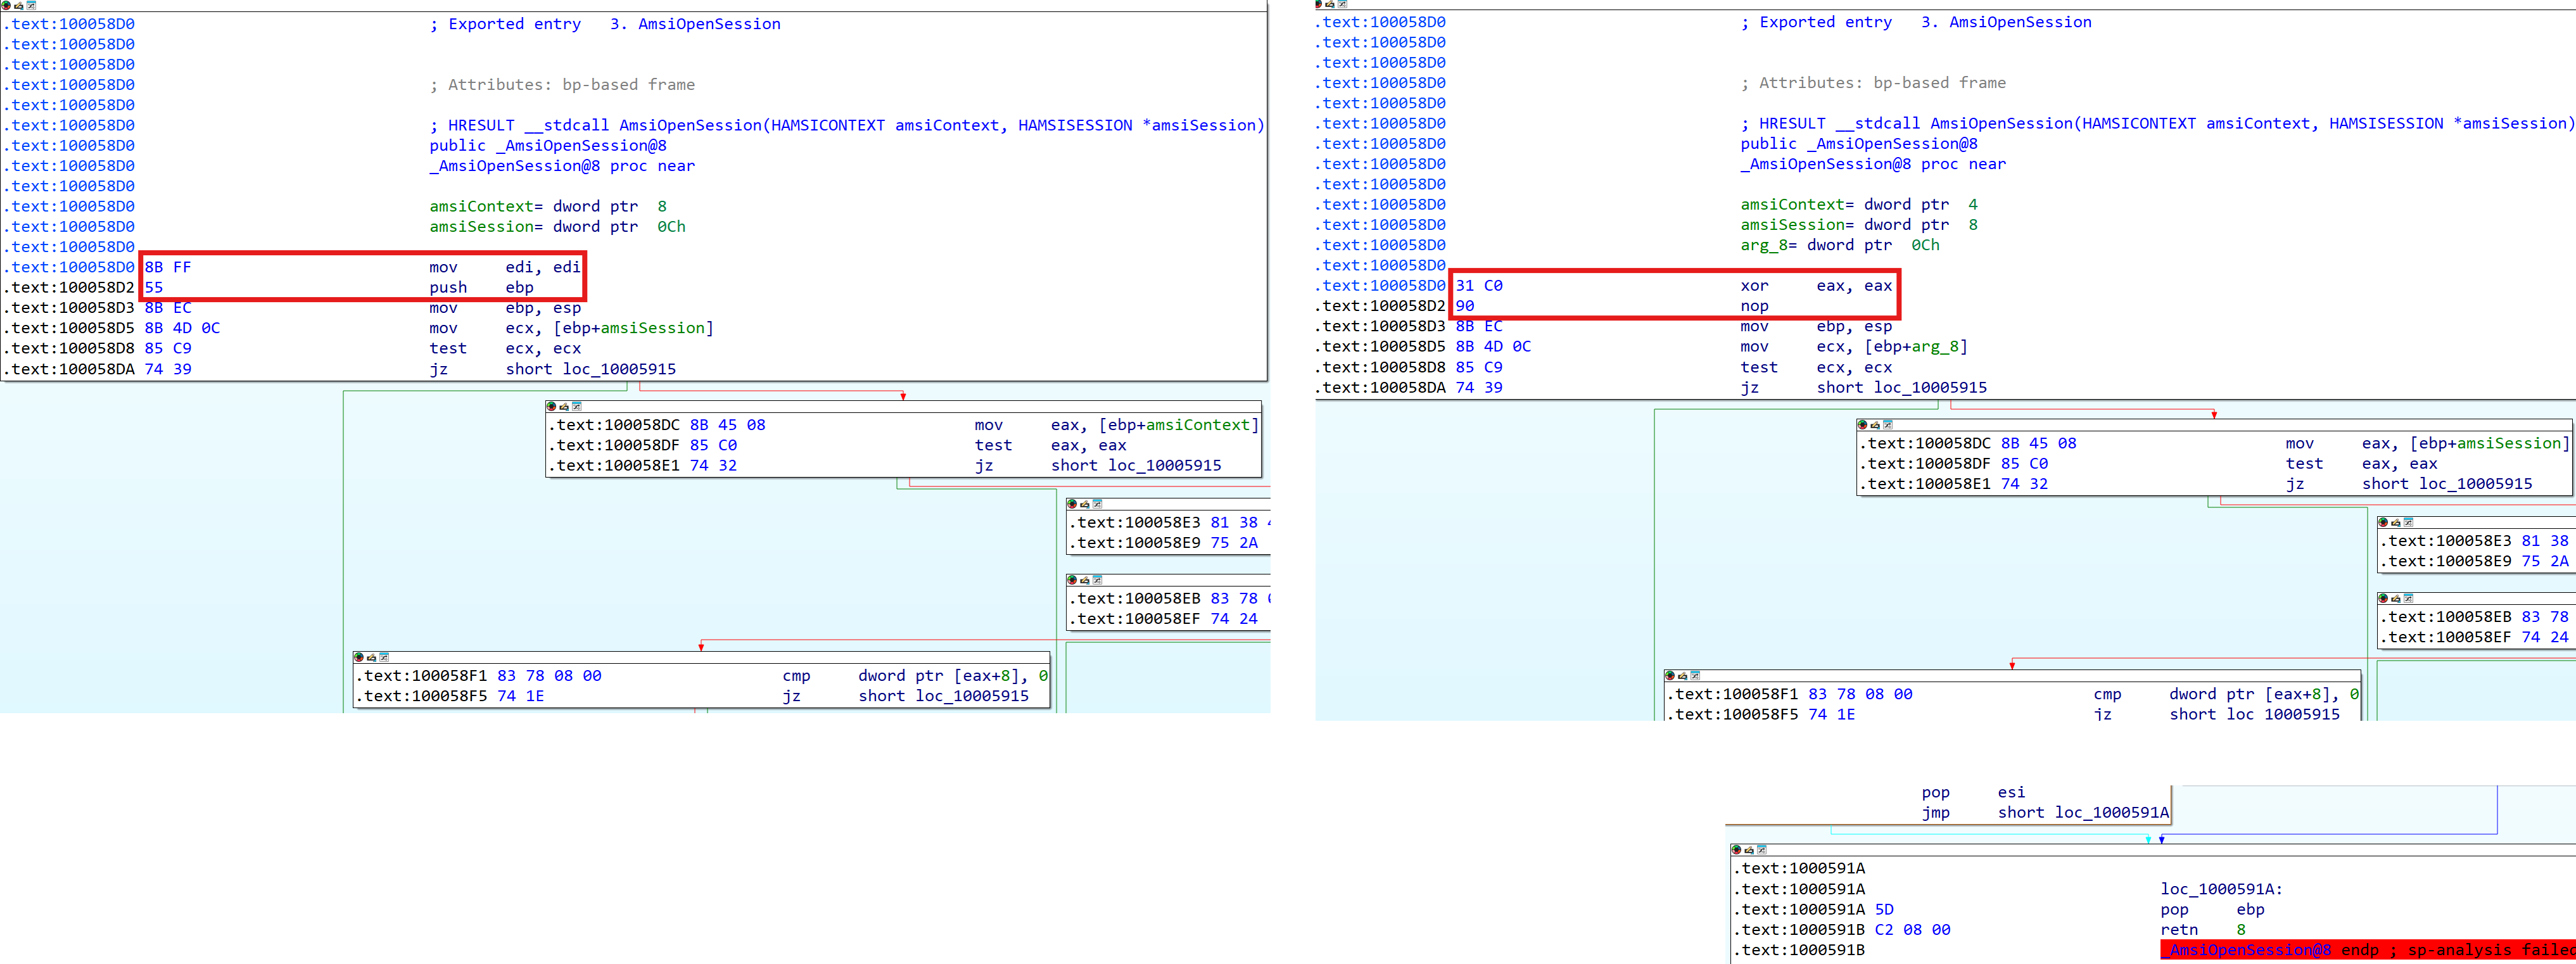 .text:100058D0 ; Exported entry 3. AmsiOpenSession
.text:100058D0
.text:100058D0
.text:100058D0 ; Attributes: bp-based frame
.text:100058D0
.text:100058D0 ; HRESULT __stdcall AmsiOpenSession(HAMSICONTEXT amsiContext, HAMSISESSION *amsiSession)
.text:100058D0 public _AmsiOpenSession@8
.text:100058D0 _AmsiOpenSession@8 proc near
.text:100058D0
.text:100058D0 amsiContext= dword ptr 8
.text:100058D0 amsiSession= dword ptr 0Ch
.text:100058D0
.text:100058D0 8B FF mov edi, edi
.text:100058D2 55 push ebp
.text:100058D3 8B EC mov ebp, esp
.text:100058D5 8B 4D 0C mov ecx, [ebp+amsiSession]
.text:100058D8 85 C9 test ecx, ecx
.text:100058DA 74 39 jz short loc_10005915
.text:100058DC 8B 45 08 mov eax, [ebp+amsiContext]
.text:100058DF 85 C0 test eax, eax
.text:100058E1 74 32 jz short loc_10005915
.text:100058E3 81 38
.text:100058E9 75 2A
.text:100058EB 83 78
.text:100058EF 74 24
.text:100058F1 83 78 08 00 cmp dword ptr [eax+8], 0
.text:100058F5 74 1E jz short loc_10005915
.text:100058D0 ; Exported entry 3. AmsiOpenSession
.text:100058D0
.text:100058D0
.text:100058D0 ; Attributes: bp-based frame
.text:100058D0
.text:100058D0 ; HRESULT __stdcall AmsiOpenSession(HAMSICONTEXT amsiContext, HAMSISESSION *amsiSession)
.text:100058D0 public _AmsiOpenSession@8
.text:100058D0 _AmsiOpenSession@8 proc near
.text:100058D0
.text:100058D0 amsiContext= dword ptr 4
.text:100058D0 amsiSession= dword ptr 8
.text:100058D0 arg_8= dword ptr 0Ch
.text:100058D0
.text:100058D0 31 C0 xor eax, eax
.text:100058D2 90 nop
.text:100058D3 8B EC mov ebp, esp
.text:100058D5 8B 4D 0C mov ecx, [ebp+arg_8]
.text:100058D8 85 C9 test ecx, ecx
.text:100058DA 74 39 jz short loc_10005915
.text:100058DC 8B 45 08 mov eax, [ebp+amsiSession]
.text:100058DF 85 C0 test eax, eax
.text:100058E1 74 32 jz short loc_10005915
.text:100058E3 81 38
.text:100058E9 75 2A
.text:100058EB 83 78
.text:100058EF 74 24
.text:100058F1 83 78 08 00 cmp dword ptr [eax+8], 0
.text:100058F5 74 1E jz short loc_10005915
pop esi
jmp short loc_1000591A
.text:1000591A
.text:1000591A loc_1000591A:
.text:1000591A 5D pop ebp
.text:1000591B C2 08 00 retn 8
.text:1000591B _AmsiOpenSession@8 endp ; sp-analysis failed